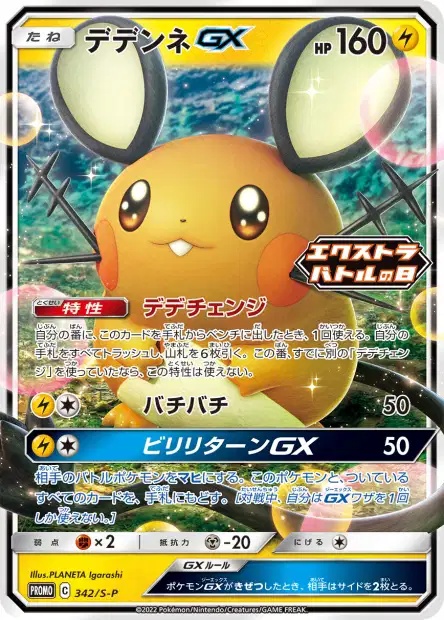 たね デデンネGX HP160
エクストラ
バトルの日
とくせい
特性 デデチェンジ
自分の番に、このカードを手札からベンチに出したとき、1回使える。自分の
手札をすべてトラッシュし、山札を6枚引く。この番、すでに別の「デデチェン
ジ」を使っていたなら、この特性は使えない。
バチバチ 50
ビリリターンGX 50
相手のバトルポケモンをマヒにする。このポケモンと、ついている
すべてのカードを、手札にもどす。[対戦中、自分はGXワザを1回
しか使えない。]
弱点 ×2 抵抗力 -20 にげる
Illus.PLANETA Igarashi
PROMO C 342/S-P
GXルール
ポケモンGXがきぜつしたとき、相手はサイドを2枚とる。
©2022 Pokémon/Nintendo/Creatures/GAME FREAK.